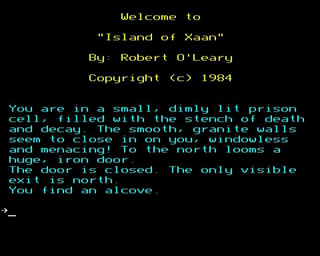 Welcome to
"Island of Xaan"
By: Robert O'Leary
Copyright (c) 1984
You are in a small, dimly lit prison
cell, filled with the stench of death
and decay. The smooth, granite walls
seem to close in on you, windowless
and menacing! To the north looms a
huge, iron door.
The door is closed. The only visible
exit is north.
You find an alcove.
→_